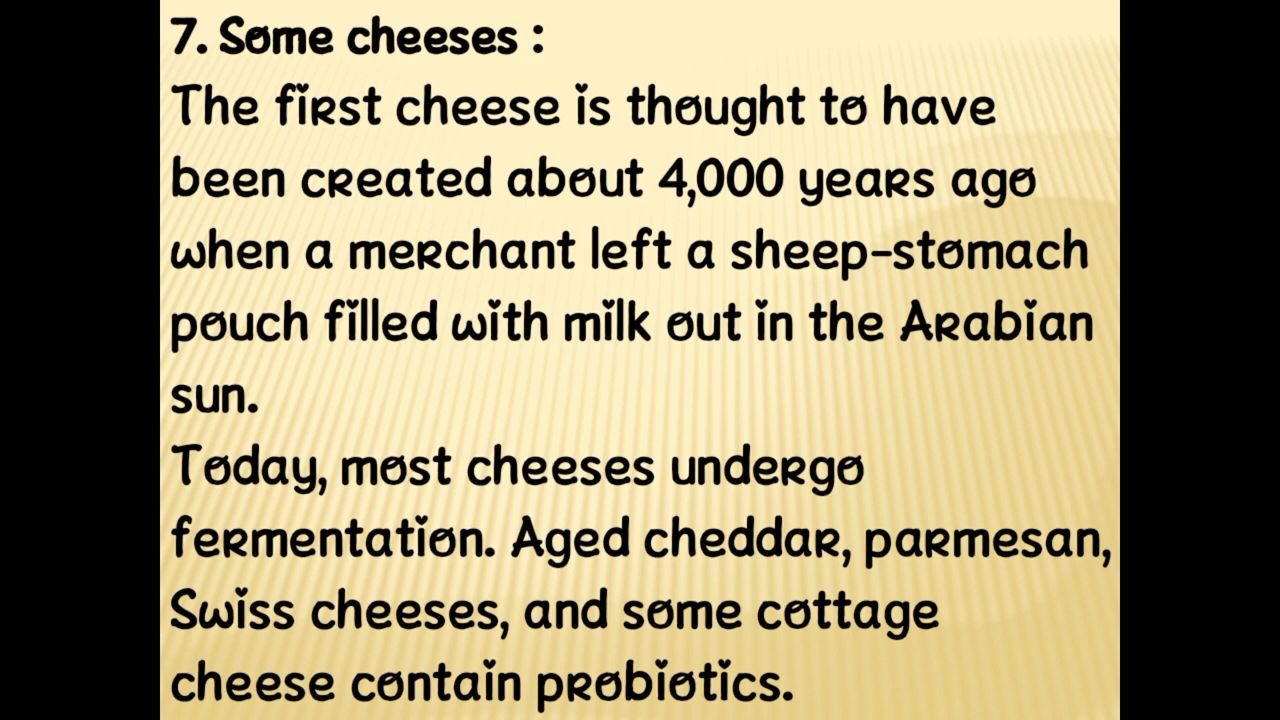 7. Some cheeses :
The first cheese is thought to have
been created about 4,000 years ago
when a merchant left a sheep-stomach
pouch filled with milk out in the Arabian
sun.
Today, most cheeses undergo
fermentation. Aged cheddar, parmesan,
Swiss cheeses, and some cottage
cheese contain probiotics.